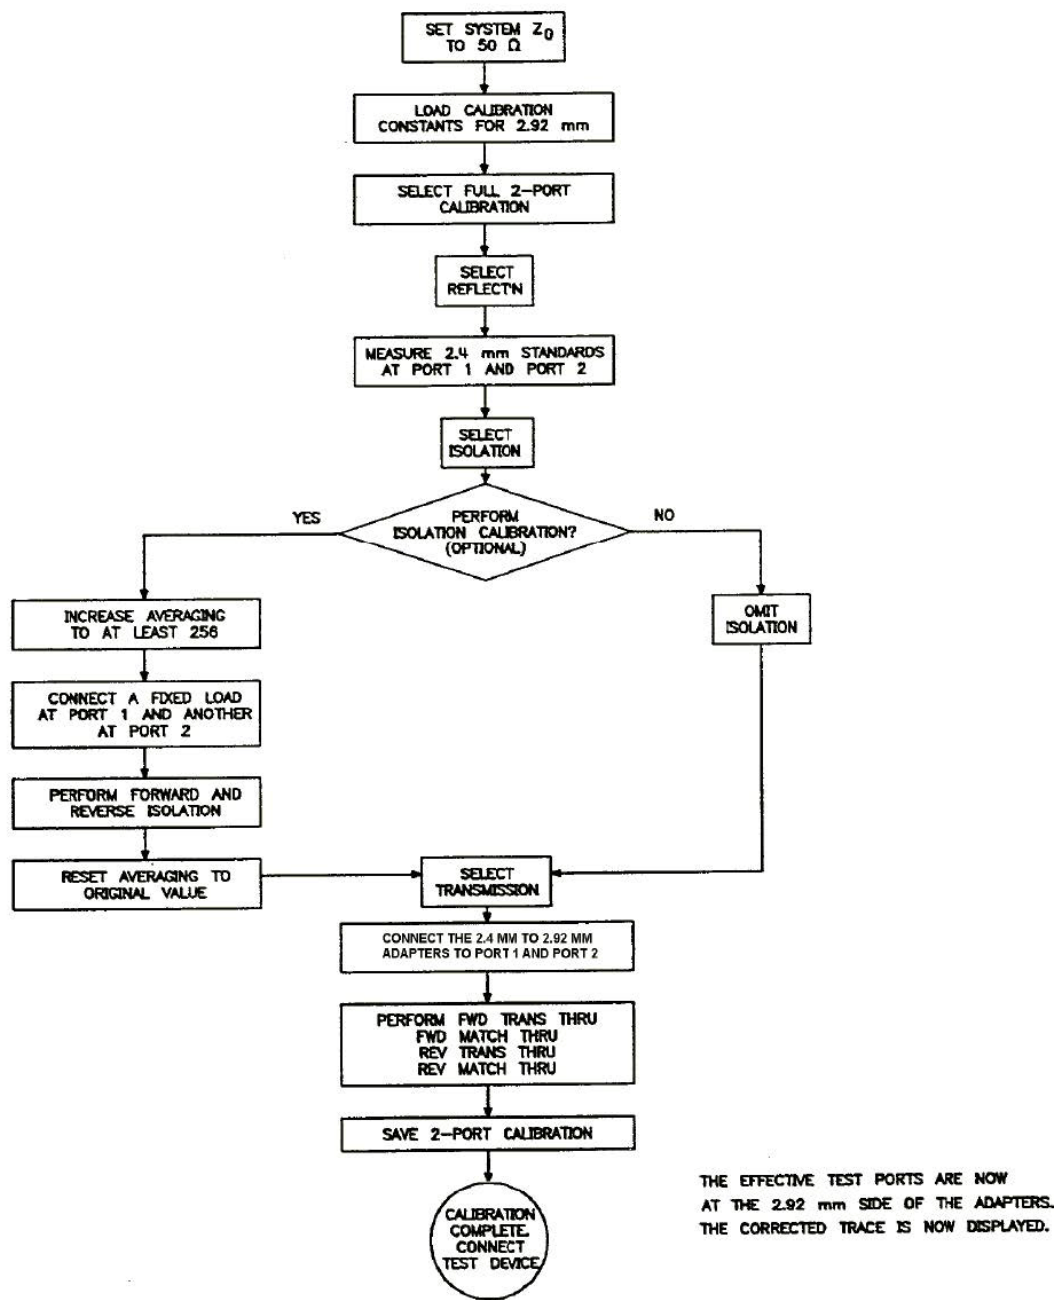 SET SYSTEM Z0
TO 50 Ω
LOAD CALIBRATION
CONSTANTS FOR 2.92 mm
SELECT FULL 2-PORT
CALIBRATION
SELECT
REFLECT'N
MEASURE 2.4 mm STANDARDS
AT PORT 1 AND PORT 2
SELECT
ISOLATION
PERFORM
ISOLATION CALIBRATION?
(OPTIONAL)
YES
NO
INCREASE AVERAGING
TO AT LEAST 256
OMIT
ISOLATION
CONNECT A FIXED LOAD
AT PORT 1 AND ANOTHER
AT PORT 2
PERFORM FORWARD AND
REVERSE ISOLATION
RESET AVERAGING TO
ORIGINAL VALUE
SELECT
TRANSMISSION
CONNECT THE 2.4 MM TO 2.92 MM
ADAPTERS TO PORT 1 AND PORT 2
PERFORM FWD TRANS THRU
FWD MATCH THRU
REV TRANS THRU
REV MATCH THRU
SAVE 2-PORT CALIBRATION
CALIBRATION
COMPLETE.
CONNECT
TEST DEVICE
THE EFFECTIVE TEST PORTS ARE NOW
AT THE 2.92 mm SIDE OF THE ADAPTERS.
THE CORRECTED TRACE IS NOW DISPLAYED.